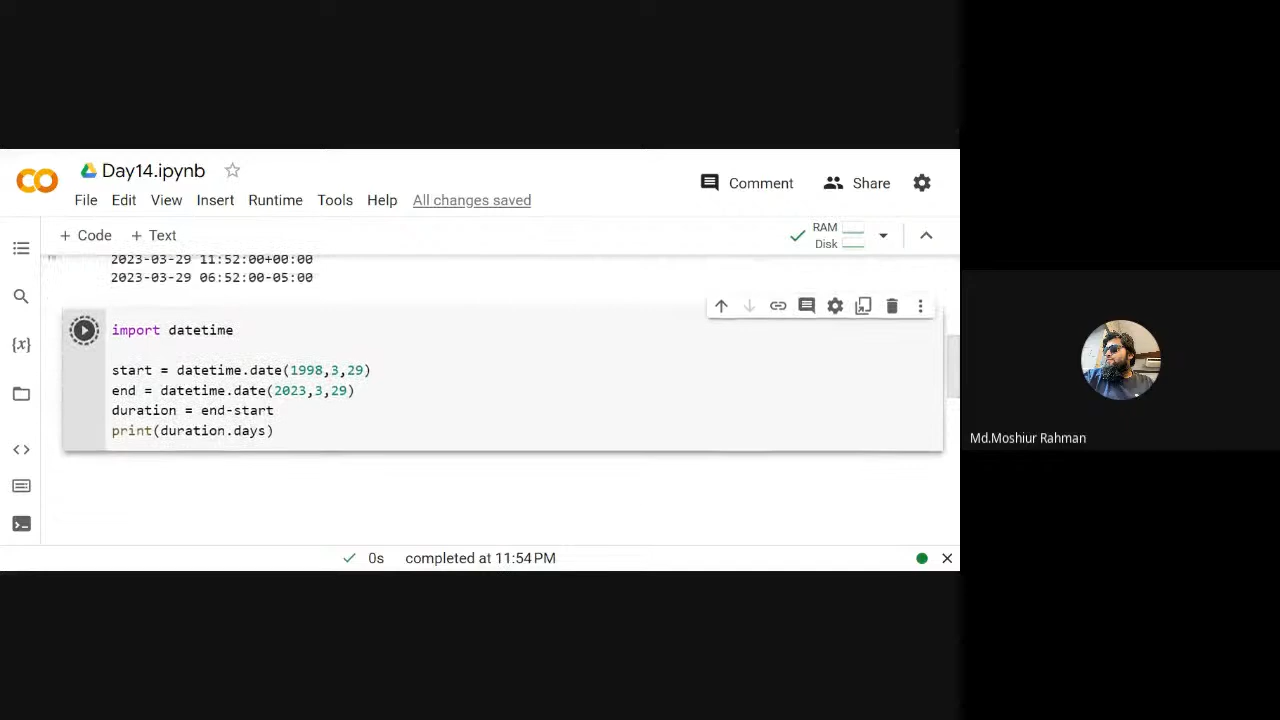 Day14.ipynb
Comment
Share
File Edit View Insert Runtime Tools Help All changes saved
+ Code + Text
RAM
Disk
2023-03-29 11:52:00+00:00
2023-03-29 06:52:00-05:00
import datetime
start = datetime.date(1998,3,29)
end = datetime.date(2023,3,29)
duration = end-start
print(duration.days)
0s completed at 11:54 PM
Md.Moshiur Rahman